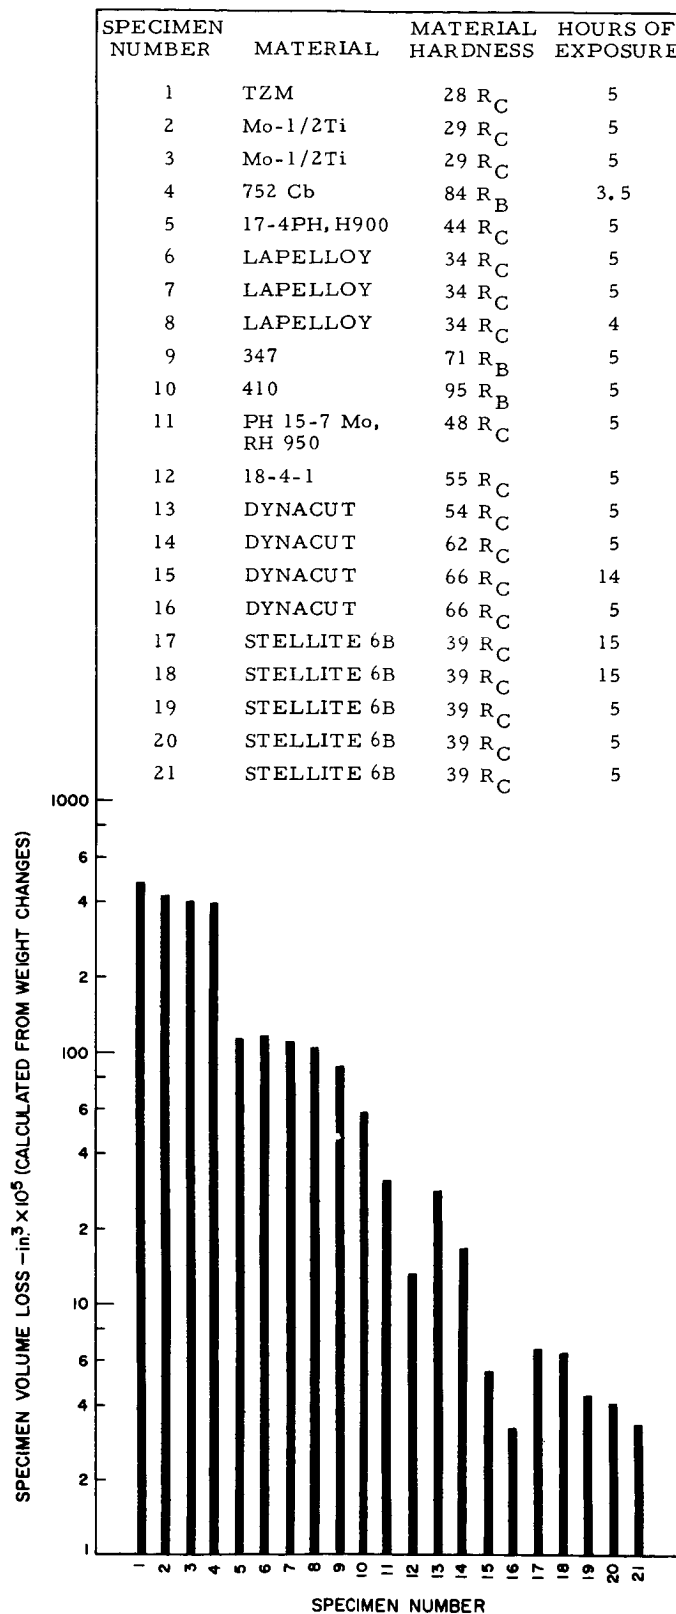 SPECIMEN NUMBER MATERIAL MATERIAL HARDNESS HOURS OF EXPOSURE
1 TZM 28 RC 5
2 Mo-1/2Ti 29 RC 5
3 Mo-1/2Ti 29 RC 5
4 752 Cb 84 RB 3.5
5 17-4PH, H900 44 RC 5
6 LAPELLOY 34 RC 5
7 LAPELLOY 34 RC 5
8 LAPELLOY 34 RC 4
9 347 71 RB 5
10 410 95 RB 5
11 PH 15-7 Mo, 48 RC 5
RH 950
12 18-4-1 55 RC 5
13 DYNACUT 54 RC 5
14 DYNACUT 62 RC 5
15 DYNACUT 66 RC 14
16 DYNACUT 66 RC 5
17 STELLITE 6B 39 RC 15
18 STELLITE 6B 39 RC 15
19 STELLITE 6B 39 RC 5
20 STELLITE 6B 39 RC 5
21 STELLITE 6B 39 RC 5
SPECIMEN VOLUME LOSS – in.³ × 10⁵ (CALCULATED FROM WEIGHT CHANGES)
1000
6
4
2
100
6
4
2
10
6
4
2
1
1 2 3 4 5 6 7 8 9 10 11 12 13 14 15 16 17 18 19 20 21
SPECIMEN NUMBER